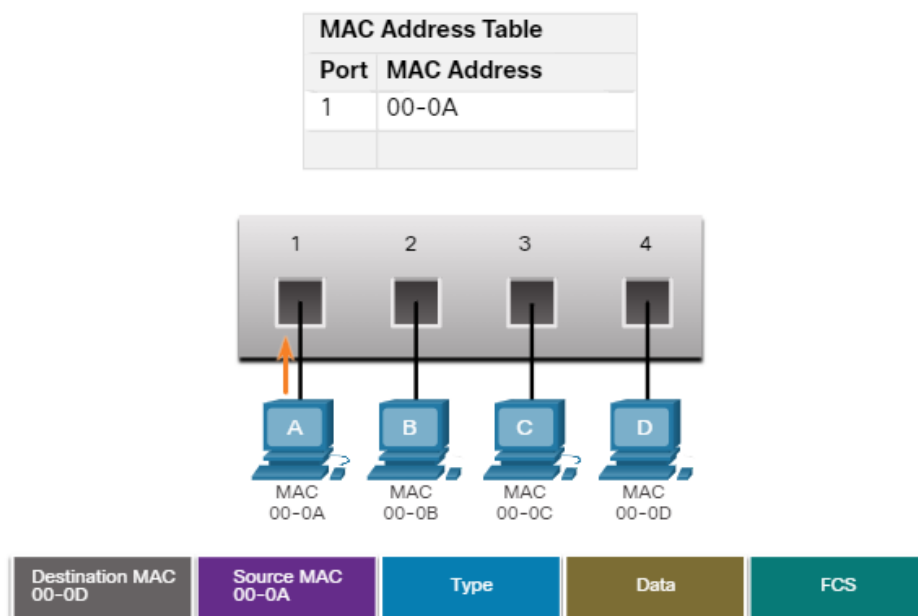 MAC Address Table
Port MAC Address
1 00-0A
1 2 3 4
A B C D
MAC MAC MAC MAC
00-0A 00-0B 00-0C 00-0D
Destination MAC Source MAC Type Data FCS
00-0D 00-0A